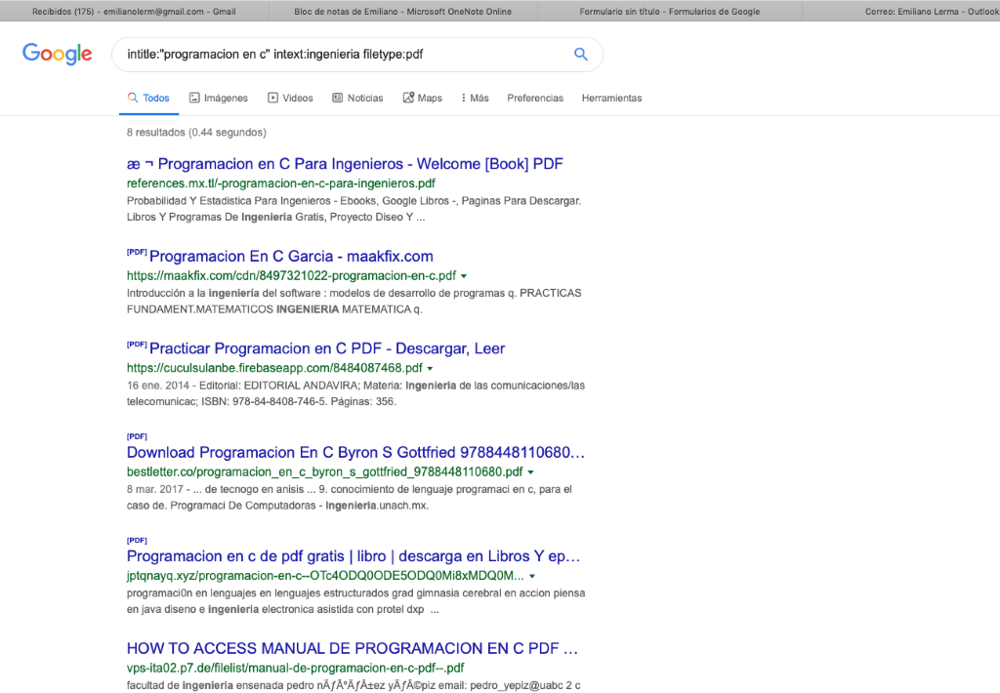 Recibidos (175) - emilianolerm@gmail.com - Gmail
Bloc de notas de Emiliano - Microsoft OneNote Online
Formulario sin título - Formularios de Google
Correo: Emiliano Lerma - Outlook
Google
intitle:"programacion en c" intext:ingenieria filetype:pdf
Todos Imágenes Videos Noticias Maps Más Preferencias Herramientas
8 resultados (0.44 segundos)
æ ¬ Programacion en C Para Ingenieros - Welcome [Book] PDF
references.mx.tl/-programacion-en-c-para-ingenieros.pdf
Probabilidad Y Estadistica Para Ingenieros - Ebooks, Google Libros -, Paginas Para Descargar.
Libros Y Programas De Ingenieria Gratis, Proyecto Diseo Y ...
[PDF] Programacion En C Garcia - maakfix.com
https://maakfix.com/cdn/8497321022-programacion-en-c.pdf
Introducción a la ingeniería del software : modelos de desarrollo de programas q. PRACTICAS
FUNDAMENT.MATEMATICOS INGENIERIA MATEMATICA q.
[PDF] Practicar Programacion en C PDF - Descargar, Leer
https://cuculsulanbe.firebaseapp.com/8484087468.pdf
16 ene. 2014 - Editorial: EDITORIAL ANDAVIRA; Materia: Ingenieria de las comunicaciones/las
telecomunicac; ISBN: 978-84-8408-746-5. Páginas: 356.
[PDF]
Download Programacion En C Byron S Gottfried 9788448110680...
bestletter.co/programacion_en_c_byron_s_gottfried_9788448110680.pdf
8 mar. 2017 - ... de tecnogo en anisis ... 9. conocimiento de lenguaje programaci en c, para el
caso de. Programaci De Computadoras - Ingenieria.unach.mx.
[PDF]
Programacion en c de pdf gratis | libro | descarga en Libros Y ep...
jptqnayq.xyz/programacion-en-c--OTc4ODQ0ODE5ODQ0Mi8xMDQ0M...
programaci0n en lenguajes en lenguajes estructurados grad gimnasia cerebral en accion piensa
en java diseno e ingenieria electronica asistida con protel dxp ...
HOW TO ACCESS MANUAL DE PROGRAMACION EN C PDF ...
vps-ita02.p7.de/filelist/manual-de-programacion-en-c-pdf--.pdf
facultad de ingenieria ensenada pedro nÃƒÂºÃƒÂ±ez yÃƒÂ©piz email: pedro_yepiz@uabc 2 c